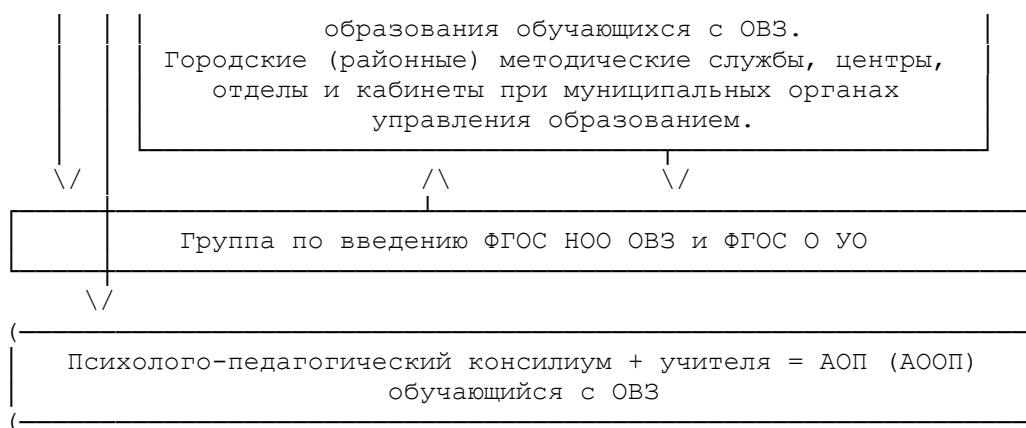 образования обучающихся с ОВЗ.
Городские (районные) методические службы, центры,
отделы и кабинеты при муниципальных органах
управления образованием.
Группа по введению ФГОС НОО ОВЗ и ФГОС О УО
Психолого-педагогический консилиум + учителя = АОП (АООП)
обучающийся с ОВЗ